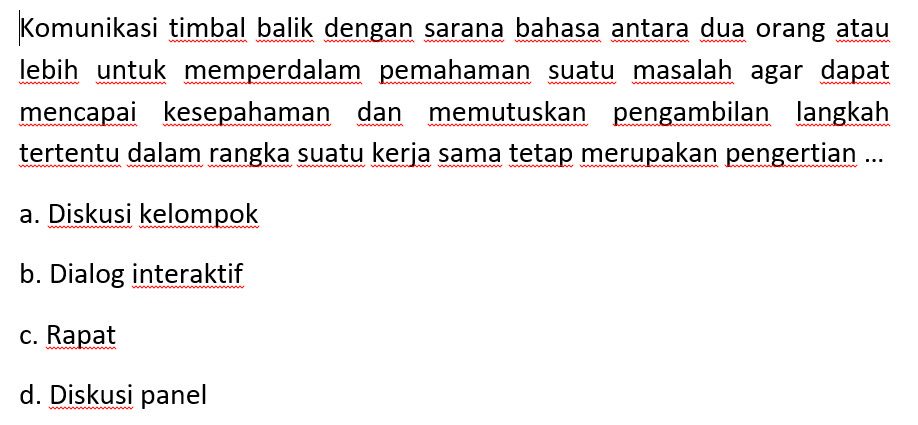 Komunikasi timbal balik dengan sarana bahasa antara dua orang atau
lebih untuk memperdalam pemahaman suatu masalah agar dapat
mencapai kesepahaman dan memutuskan pengambilan langkah
tertentu dalam rangka suatu kerja sama tetap merupakan pengertian ...
a. Diskusi kelompok
b. Dialog interaktif
c. Rapat
d. Diskusi panel